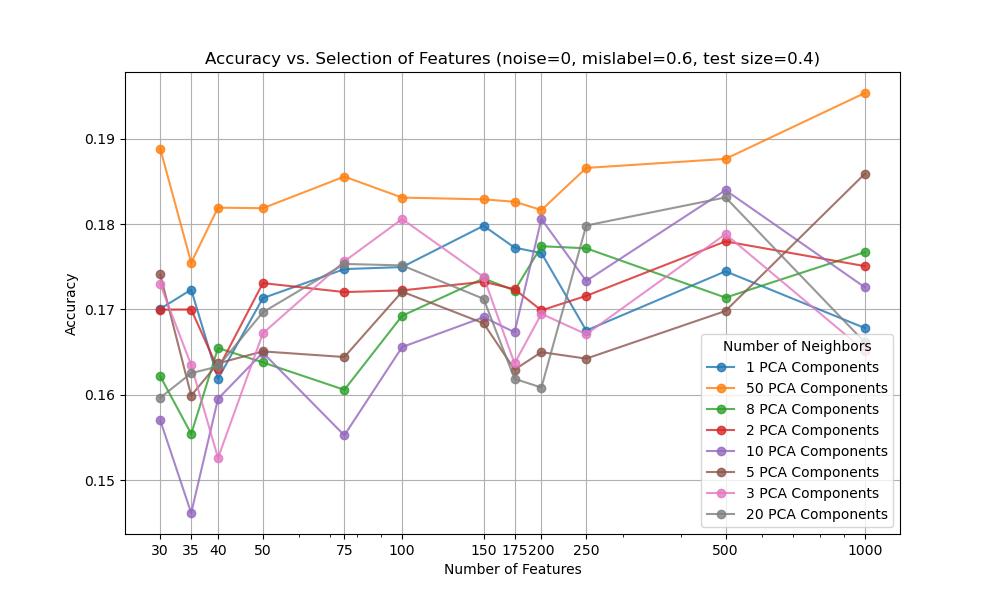 Accuracy vs. Selection of Features (noise=0, mislabel=0.6, test size=0.4)
0.19
0.18
0.17
0.16
0.15
Accuracy
Number of Neighbors
1 PCA Components
50 PCA Components
8 PCA Components
2 PCA Components
10 PCA Components
5 PCA Components
3 PCA Components
20 PCA Components
30 35 40 50 75 100 150 175 200 250 500 1000
Number of Features